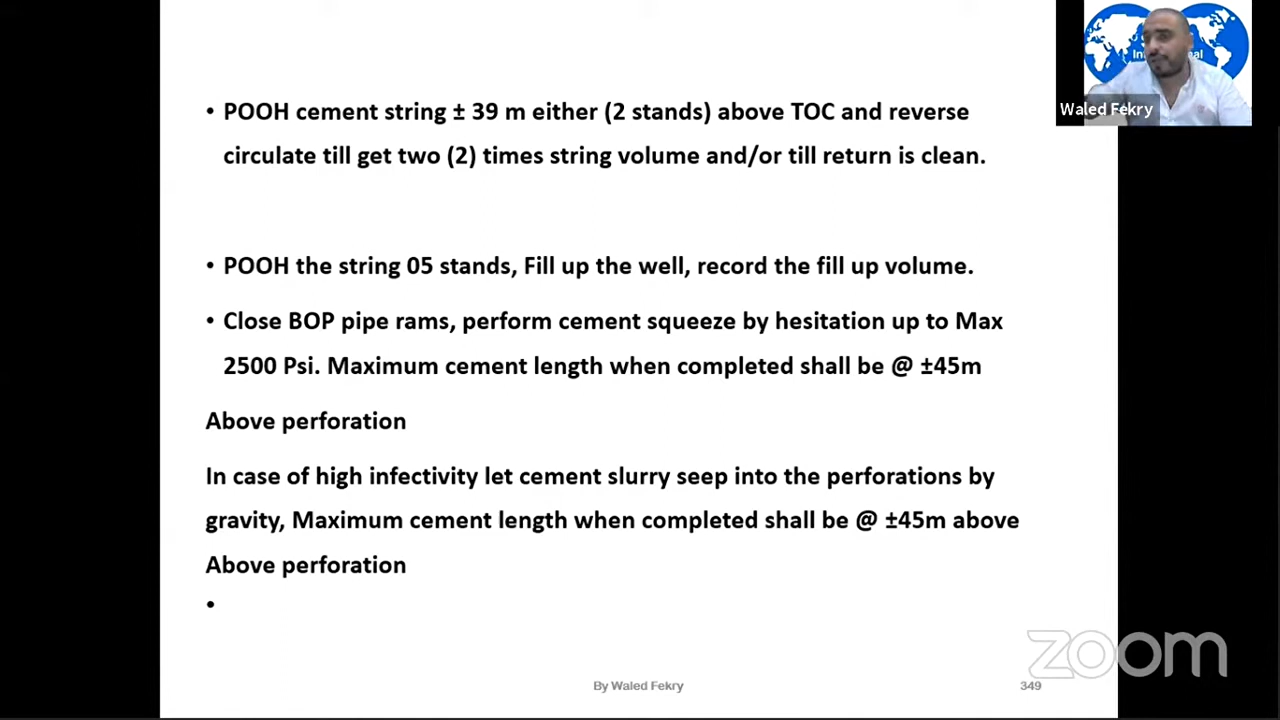 • POOH cement string ± 39 m either (2 stands) above TOC and reverse
circulate till get two (2) times string volume and/or till return is clean.
• POOH the string 05 stands, Fill up the well, record the fill up volume.
• Close BOP pipe rams, perform cement squeeze by hesitation up to Max
2500 Psi. Maximum cement length when completed shall be @ ±45m
Above perforation
In case of high infectivity let cement slurry seep into the perforations by
gravity, Maximum cement length when completed shall be @ ±45m above
Above perforation
•
By Waled Fekry
349
Waled Fekry
zoom